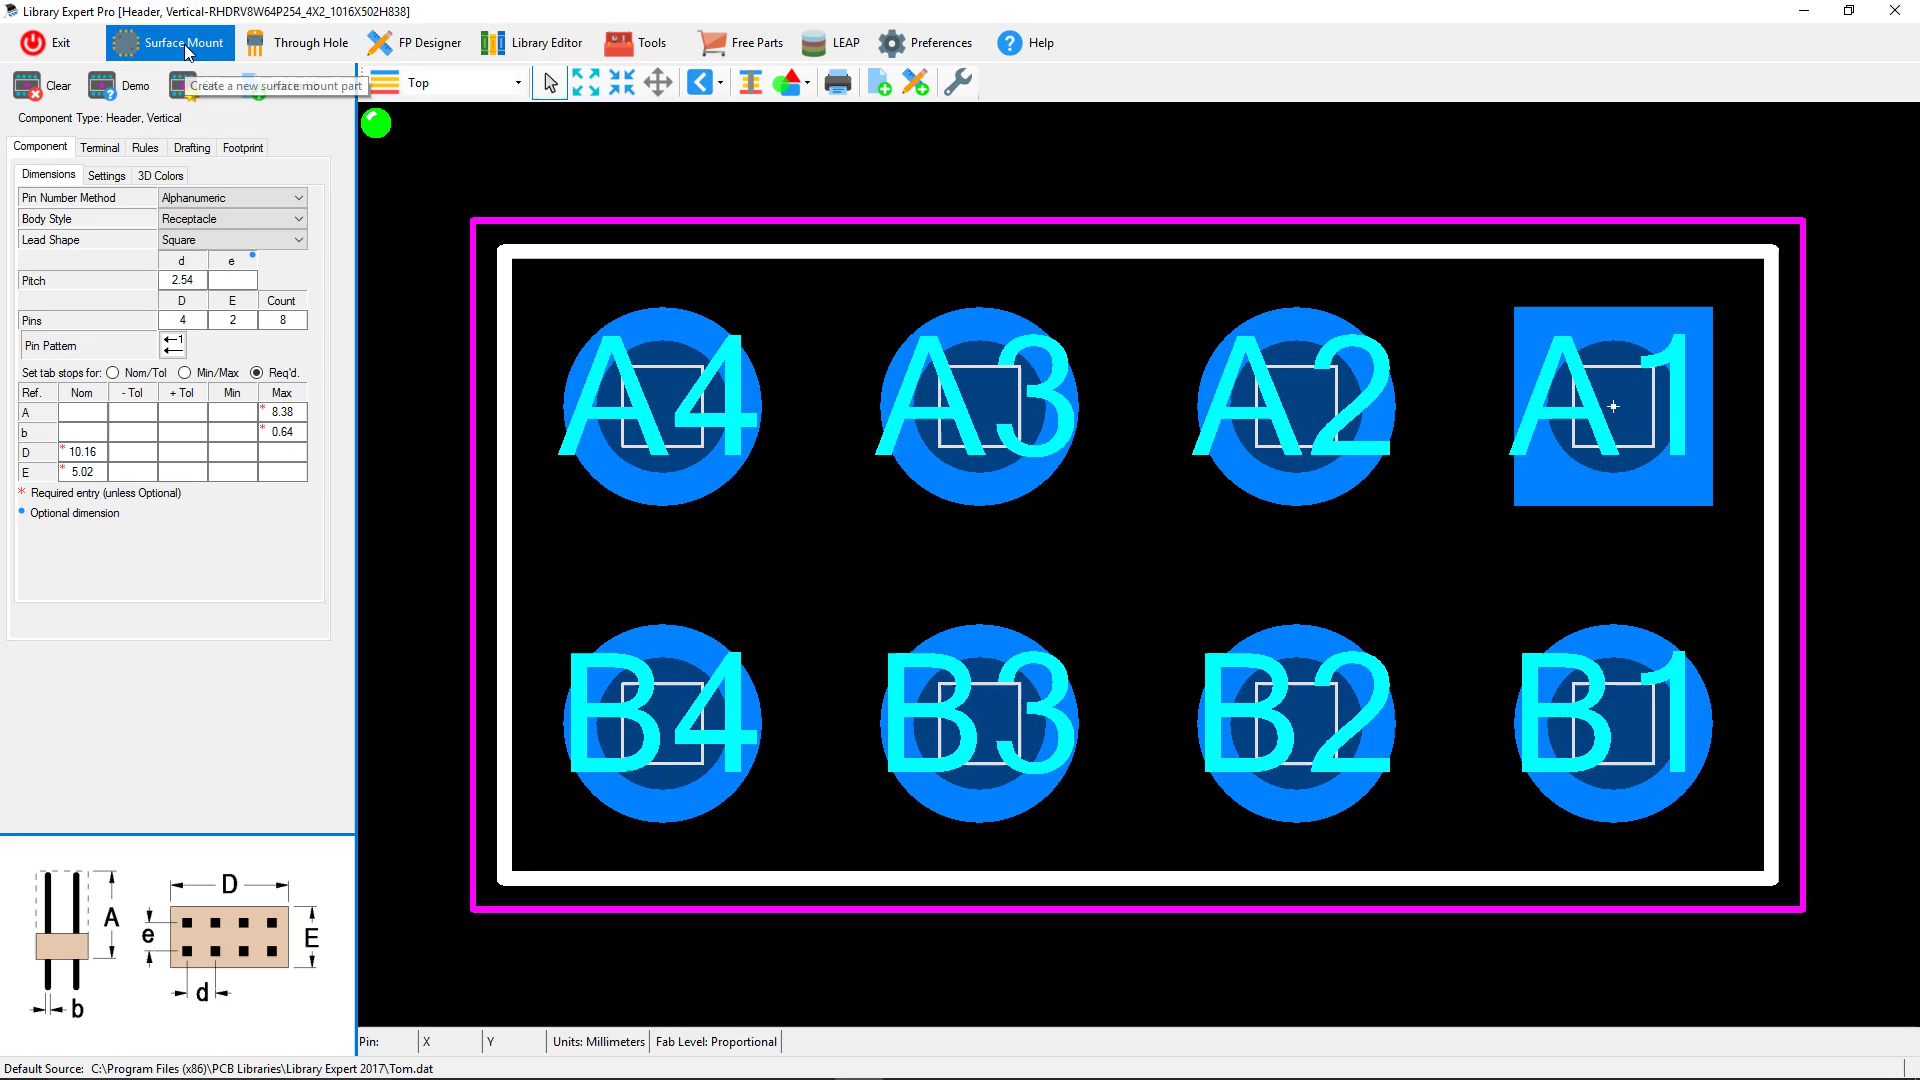 Library Expert Pro [Header, Vertical-RHDRV8W64P254_4X2_1016X502H838]
Exit Surface Mount Through Hole FP Designer Library Editor Tools Free Parts LEAP Preferences ? Help
Clear ? Demo Create a new surface mount part Top
Component Type: Header, Vertical
Component Terminal Rules Drafting Footprint
Dimensions Settings 3D Colors
Pin Number Method Alphanumeric
Body Style Receptacle
Lead Shape Square
d e
Pitch 2.54
D E Count
Pins 4 2 8
Pin Pattern 1
Set tab stops for: Nom/Tol Min/Max Req'd.
Ref. Nom - Tol + Tol Min Max
A * 8.38
b * 0.64
D * 10.16
E * 5.02
* Required entry (unless Optional)
Optional dimension
A4 A3 A2 A1
B4 B3 B2 B1
D
A
e
E
d
b
Pin: X Y Units: Millimeters Fab Level: Proportional
Default Source: C:\Program Files (x86)\PCB Libraries\Library Expert 2017\Tom.dat